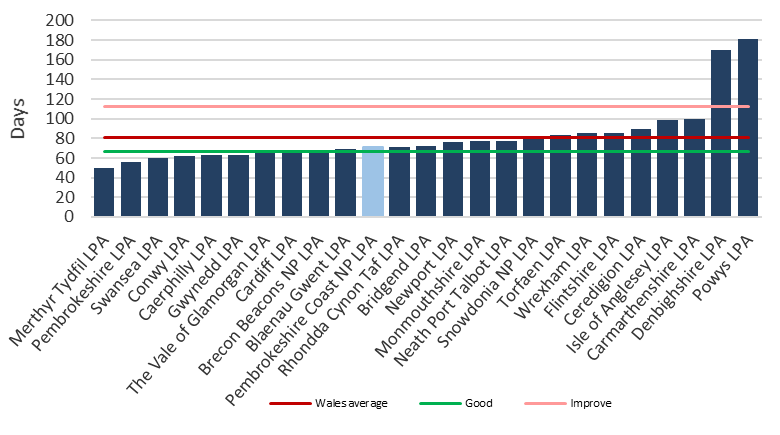 200
180
160
140
120
100
80
60
40
20
0
Days
Merthyr Tydfil LPA
Pembrokeshire LPA
Swansea LPA
Conwy LPA
Caerphilly LPA
Gwynedd LPA
The Vale of Glamorgan LPA
Cardiff LPA
Brecon Beacons NP LPA
Blaenau Gwent LPA
Pembrokeshire Coast NP LPA
Rhondda Cynon Taf LPA
Bridgend LPA
Newport LPA
Monmouthshire LPA
Neath Port Talbot LPA
Snowdonia NP LPA
Torfaen LPA
Wrexham LPA
Flintshire LPA
Ceredigion LPA
Isle of Anglesey LPA
Carmarthenshire LPA
Denbighshire LPA
Powys LPA
Wales average
Good
Improve